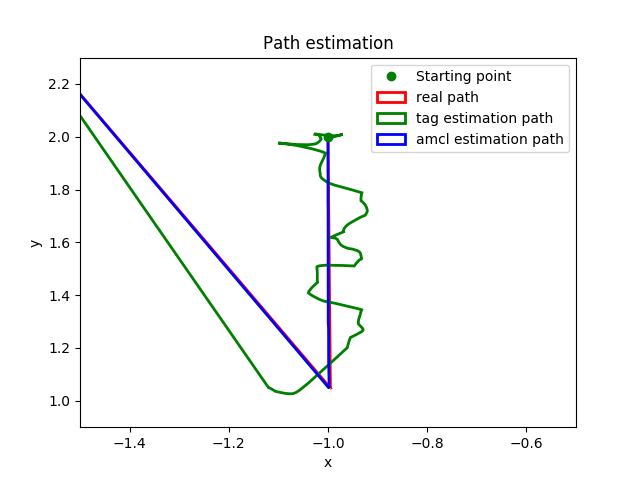 Path estimation
Starting point
real path
tag estimation path
amcl estimation path
y
2.2
2.0
1.8
1.6
1.4
1.2
1.0
−1.4
−1.2
−1.0
−0.8
−0.6
x